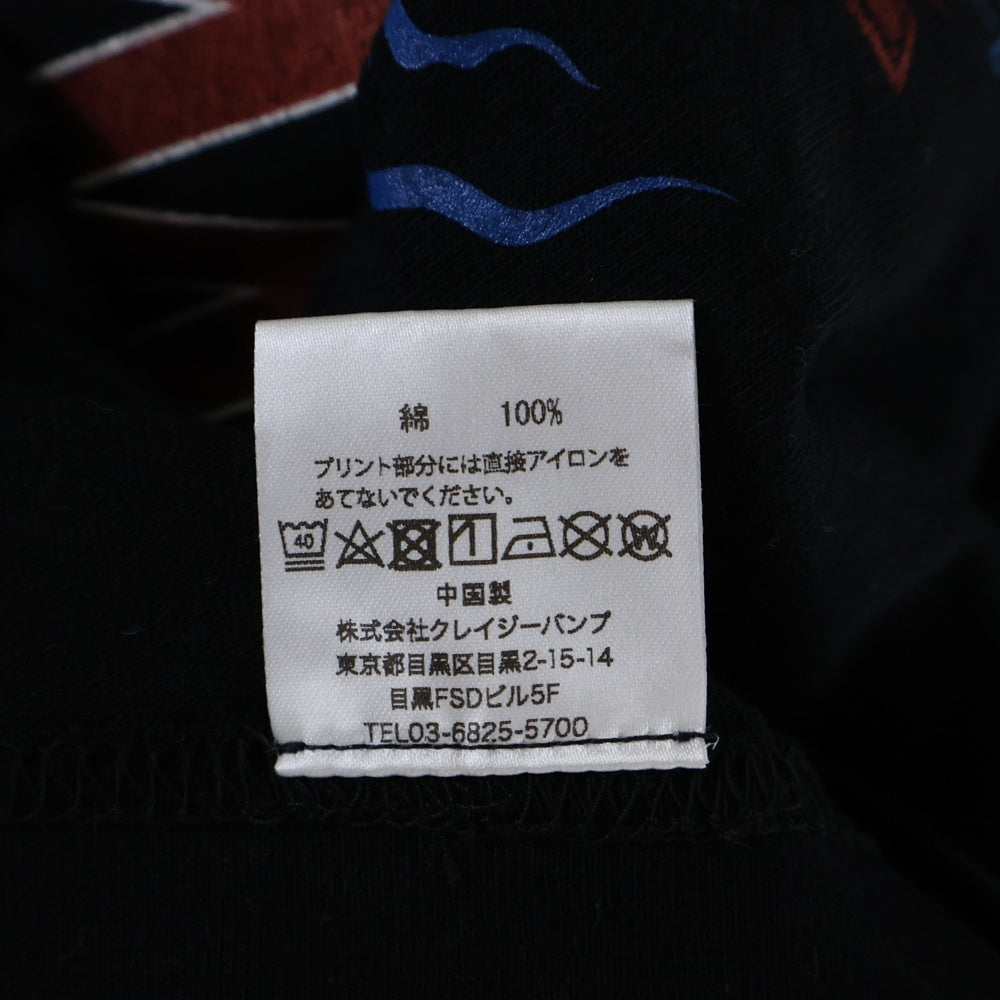 綿 100%
プリント部分には直接アイロンを
あてないでください。
40 W
中国製
株式会社クレイジーバンプ
東京都目黒区目黒2-15-14
目黒FSDビル5F
TEL03-6825-5700